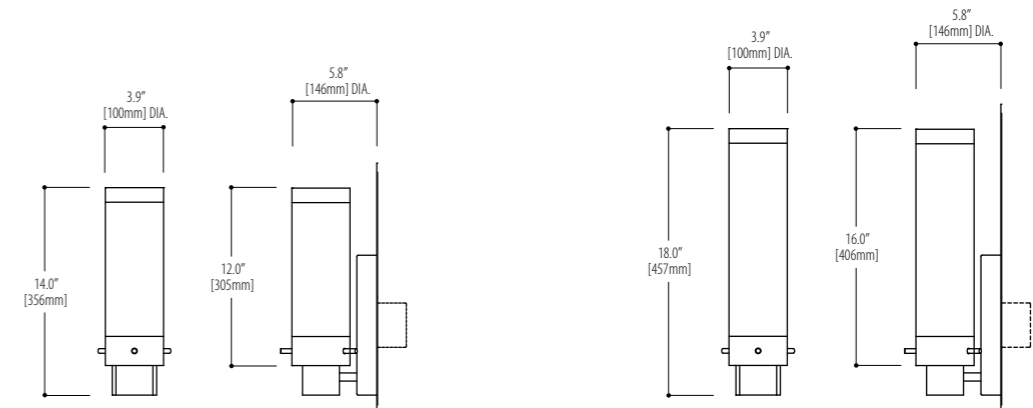 3.9”
[100mm] DIA.
5.8”
[146mm] DIA.
14.0”
[356mm]
12.0”
[305mm]
3.9”
[100mm] DIA.
5.8”
[146mm] DIA.
18.0”
[457mm]
16.0”
[406mm]